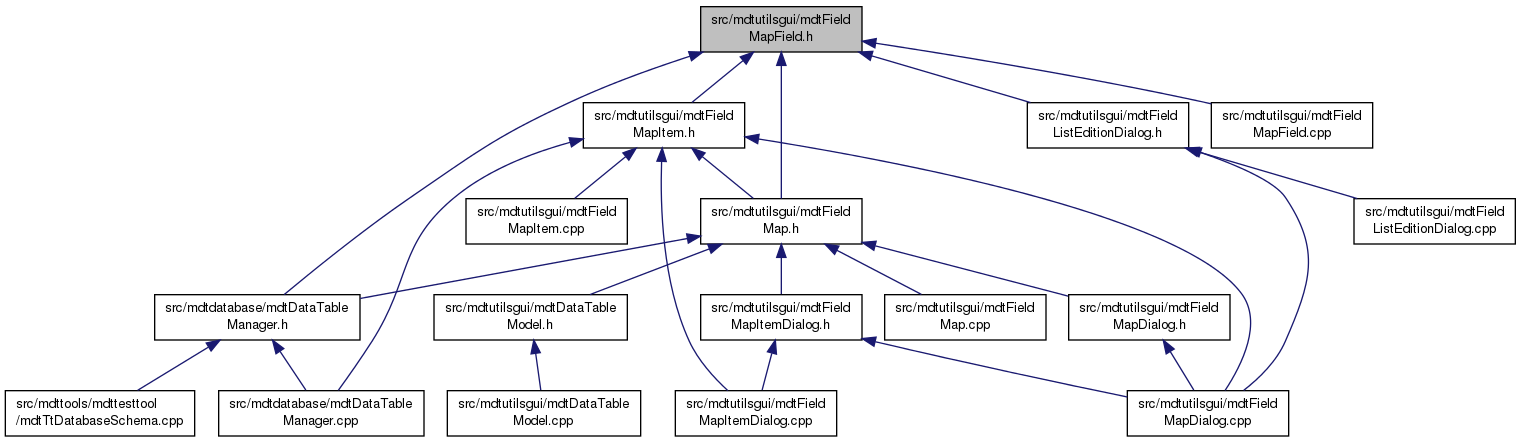 src/mdtutilsgui/mdtField
MapField.h
src/mdtutilsgui/mdtField
MapItem.h
src/mdtutilsgui/mdtField
ListEditionDialog.h
src/mdtutilsgui/mdtField
MapField.cpp
src/mdtutilsgui/mdtField
MapItem.cpp
src/mdtutilsgui/mdtField
Map.h
src/mdtutilsgui/mdtField
ListEditionDialog.cpp
src/mdtdatabase/mdtDataTable
Manager.h
src/mdtutilsgui/mdtDataTable
Model.h
src/mdtutilsgui/mdtField
MapItemDialog.h
src/mdtutilsgui/mdtField
Map.cpp
src/mdtutilsgui/mdtField
MapDialog.h
src/mdttools/mdttesttool
/mdtTtDatabaseSchema.cpp
src/mdtdatabase/mdtDataTable
Manager.cpp
src/mdtutilsgui/mdtDataTable
Model.cpp
src/mdtutilsgui/mdtField
MapItemDialog.cpp
src/mdtutilsgui/mdtField
MapDialog.cpp